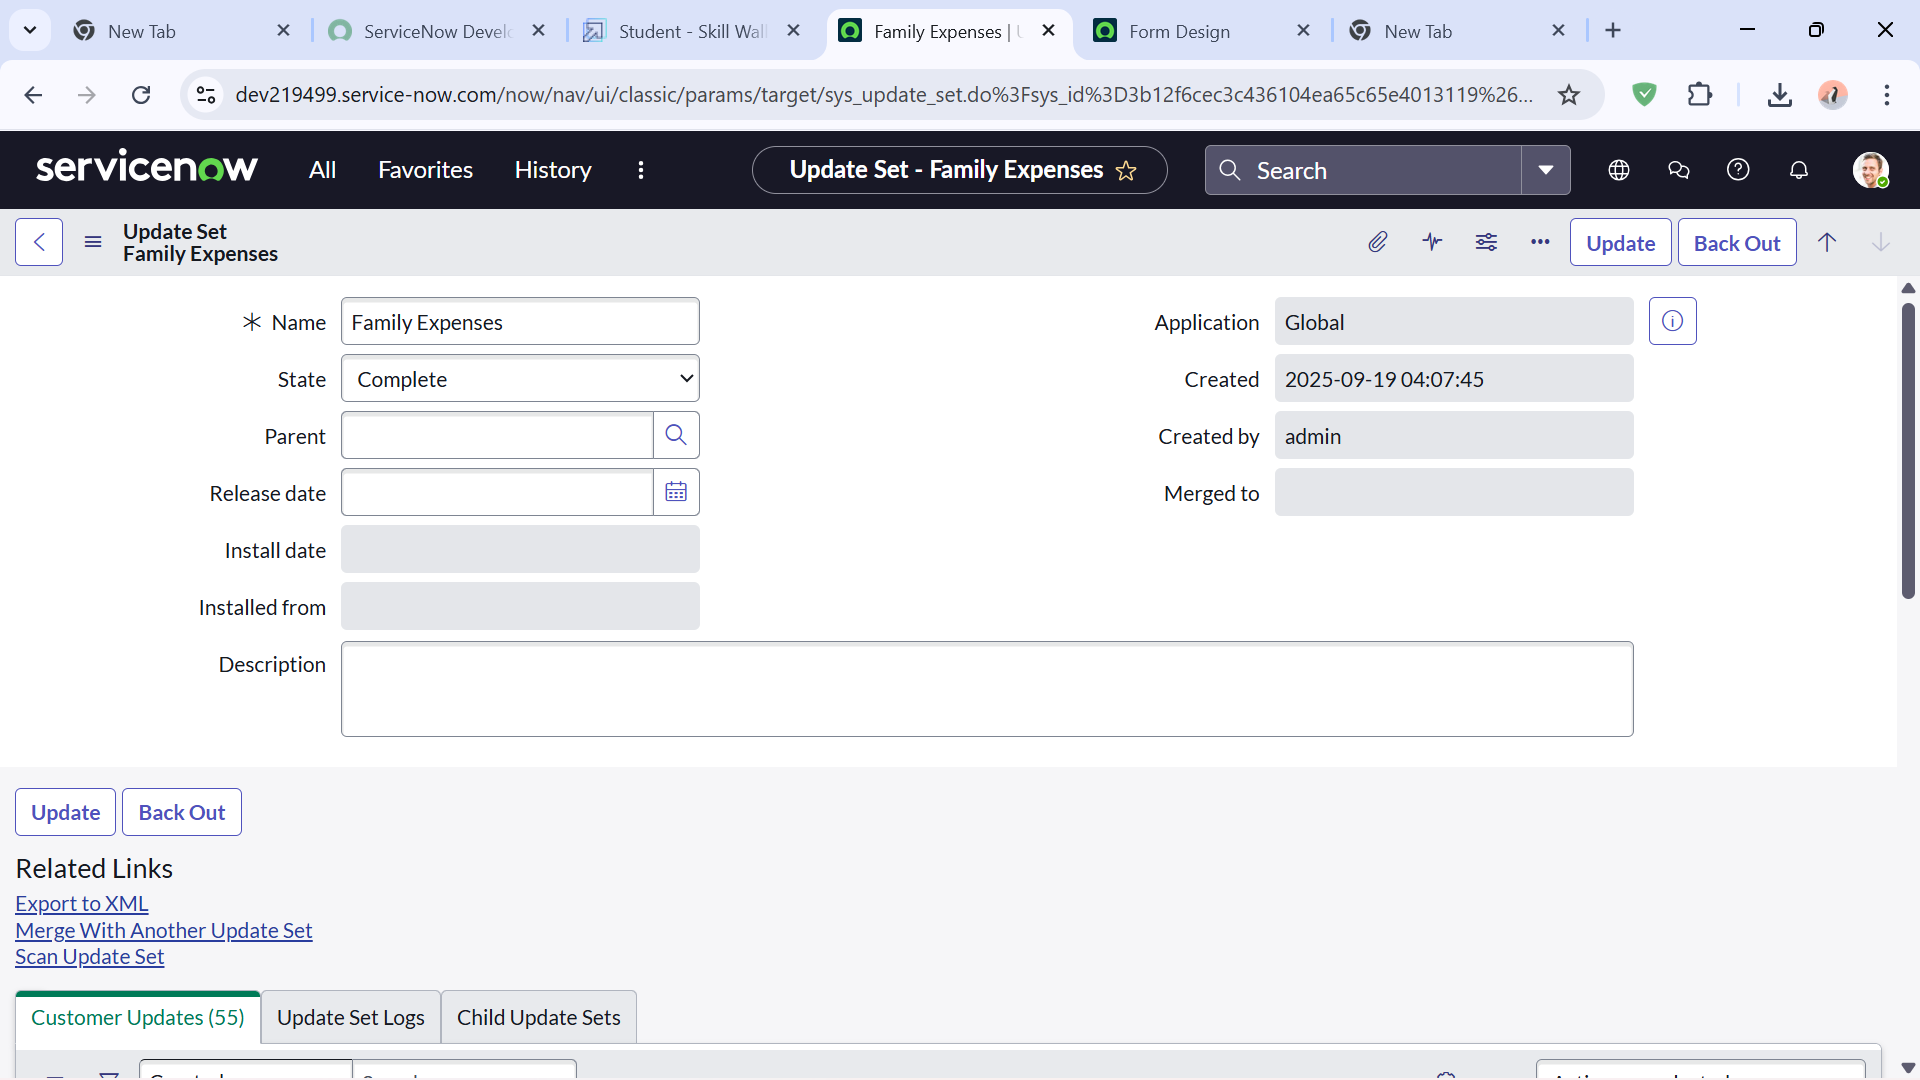 New Tab
ServiceNow Devel
Student - Skill Wall
Family Expenses |
Form Design
New Tab
dev219499.service-now.com/now/nav/ui/classic/params/target/sys_update_set.do%3Fsys_id%3D3b12f6cec3c436104ea65c65e4013119%26...
servicenow
All
Favorites
History
Update Set - Family Expenses
Search
Update Set
Family Expenses
Update
Back Out
Name
Family Expenses
Application
Global
State
Complete
Created
2025-09-19 04:07:45
Parent
Created by
admin
Release date
Merged to
Install date
Installed from
Description
Update
Back Out
Related Links
Export to XML
Merge With Another Update Set
Scan Update Set
Customer Updates (55)
Update Set Logs
Child Update Sets